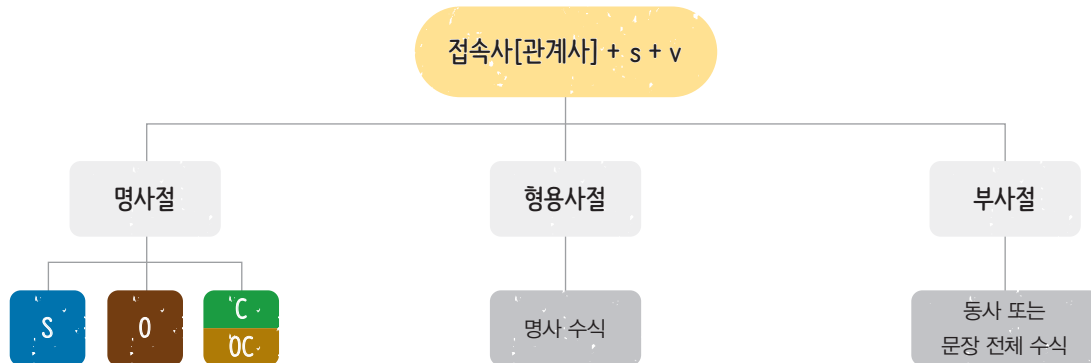 접속사[관계사] + s + v
명사절
형용사절
부사절
S
O
C
OC
명사 수식
동사 또는
문장 전체 수식